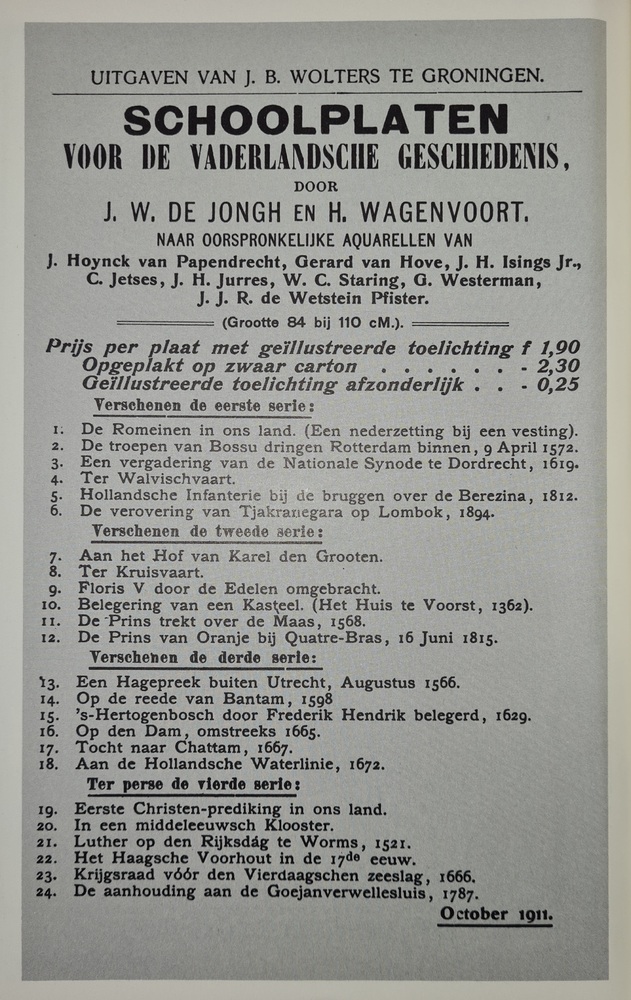 UITGAVEN VAN J. B. WOLTERS TE GRONINGEN.
SCHOOLPLATEN
VOOR DE VADERLANDSCHE GESCHIEDENIS,
DOOR
J. W. DE JONGH EN H. WAGENVOORT.
NAAR OORSPRONKELIJKE AQUARELLEN VAN
J. Hoynck van Papendrecht, Gerard van Hove, J. H. Isings Jr.,
C. Jetses, J. H. Jurres, W. C. Staring, G. Westerman,
J. J. R. de Wetstein Pfister.
(Grootte 84 bij 110 cM.).
Prijs per plaat met geïllustreerde toelichting f 1,90
Opgeplakt op zwaar carton . . . . . . - 2,30
Geïllustreerde toelichting afzonderlijk . . - 0,25
Verschenen de eerste serie:
1. De Romeinen in ons land. (Een nederzetting bij een vesting).
2. De troepen van Bossu dringen Rotterdam binnen, 9 April 1572.
3. Een vergadering van de Nationale Synode te Dordrecht, 1619.
4. Ter Walvischvaart.
5. Hollandsche Infanterie bij de bruggen over de Berezina, 1812.
6. De verovering van Tjakranegara op Lombok, 1894.
Verschenen de tweede serie:
7. Aan het Hof van Karel den Grooten.
8. Ter Kruisvaart.
9. Floris V door de Edelen omgebracht.
10. Belegering van een Kasteel. (Het Huis te Voorst, 1362).
11. De Prins trekt over de Maas, 1568.
12. De Prins van Oranje bij Quatre-Bras, 16 Juni 1815.
Verschenen de derde serie:
13. Een Hagepreek buiten Utrecht, Augustus 1566.
14. Op de reede van Bantam, 1598
15. 's-Hertogenbosch door Frederik Hendrik belegerd, 1629.
16. Op den Dam, omstreeks 1665.
17. Tocht naar Chattam, 1667.
18. Aan de Hollandsche Waterlinie, 1672.
Ter perse de vierde serie:
19. Eerste Christen-prediking in ons land.
20. In een middeleeuwsch Klooster.
21. Luther op den Rijksdag te Worms, 1521.
22. Het Haagsche Voorhout in de 17de eeuw.
23. Krijgsraad vóór den Vierdaagschen zeeslag, 1666.
24. De aanhouding aan de Goejanverwellesluis, 1787.
October 1911.